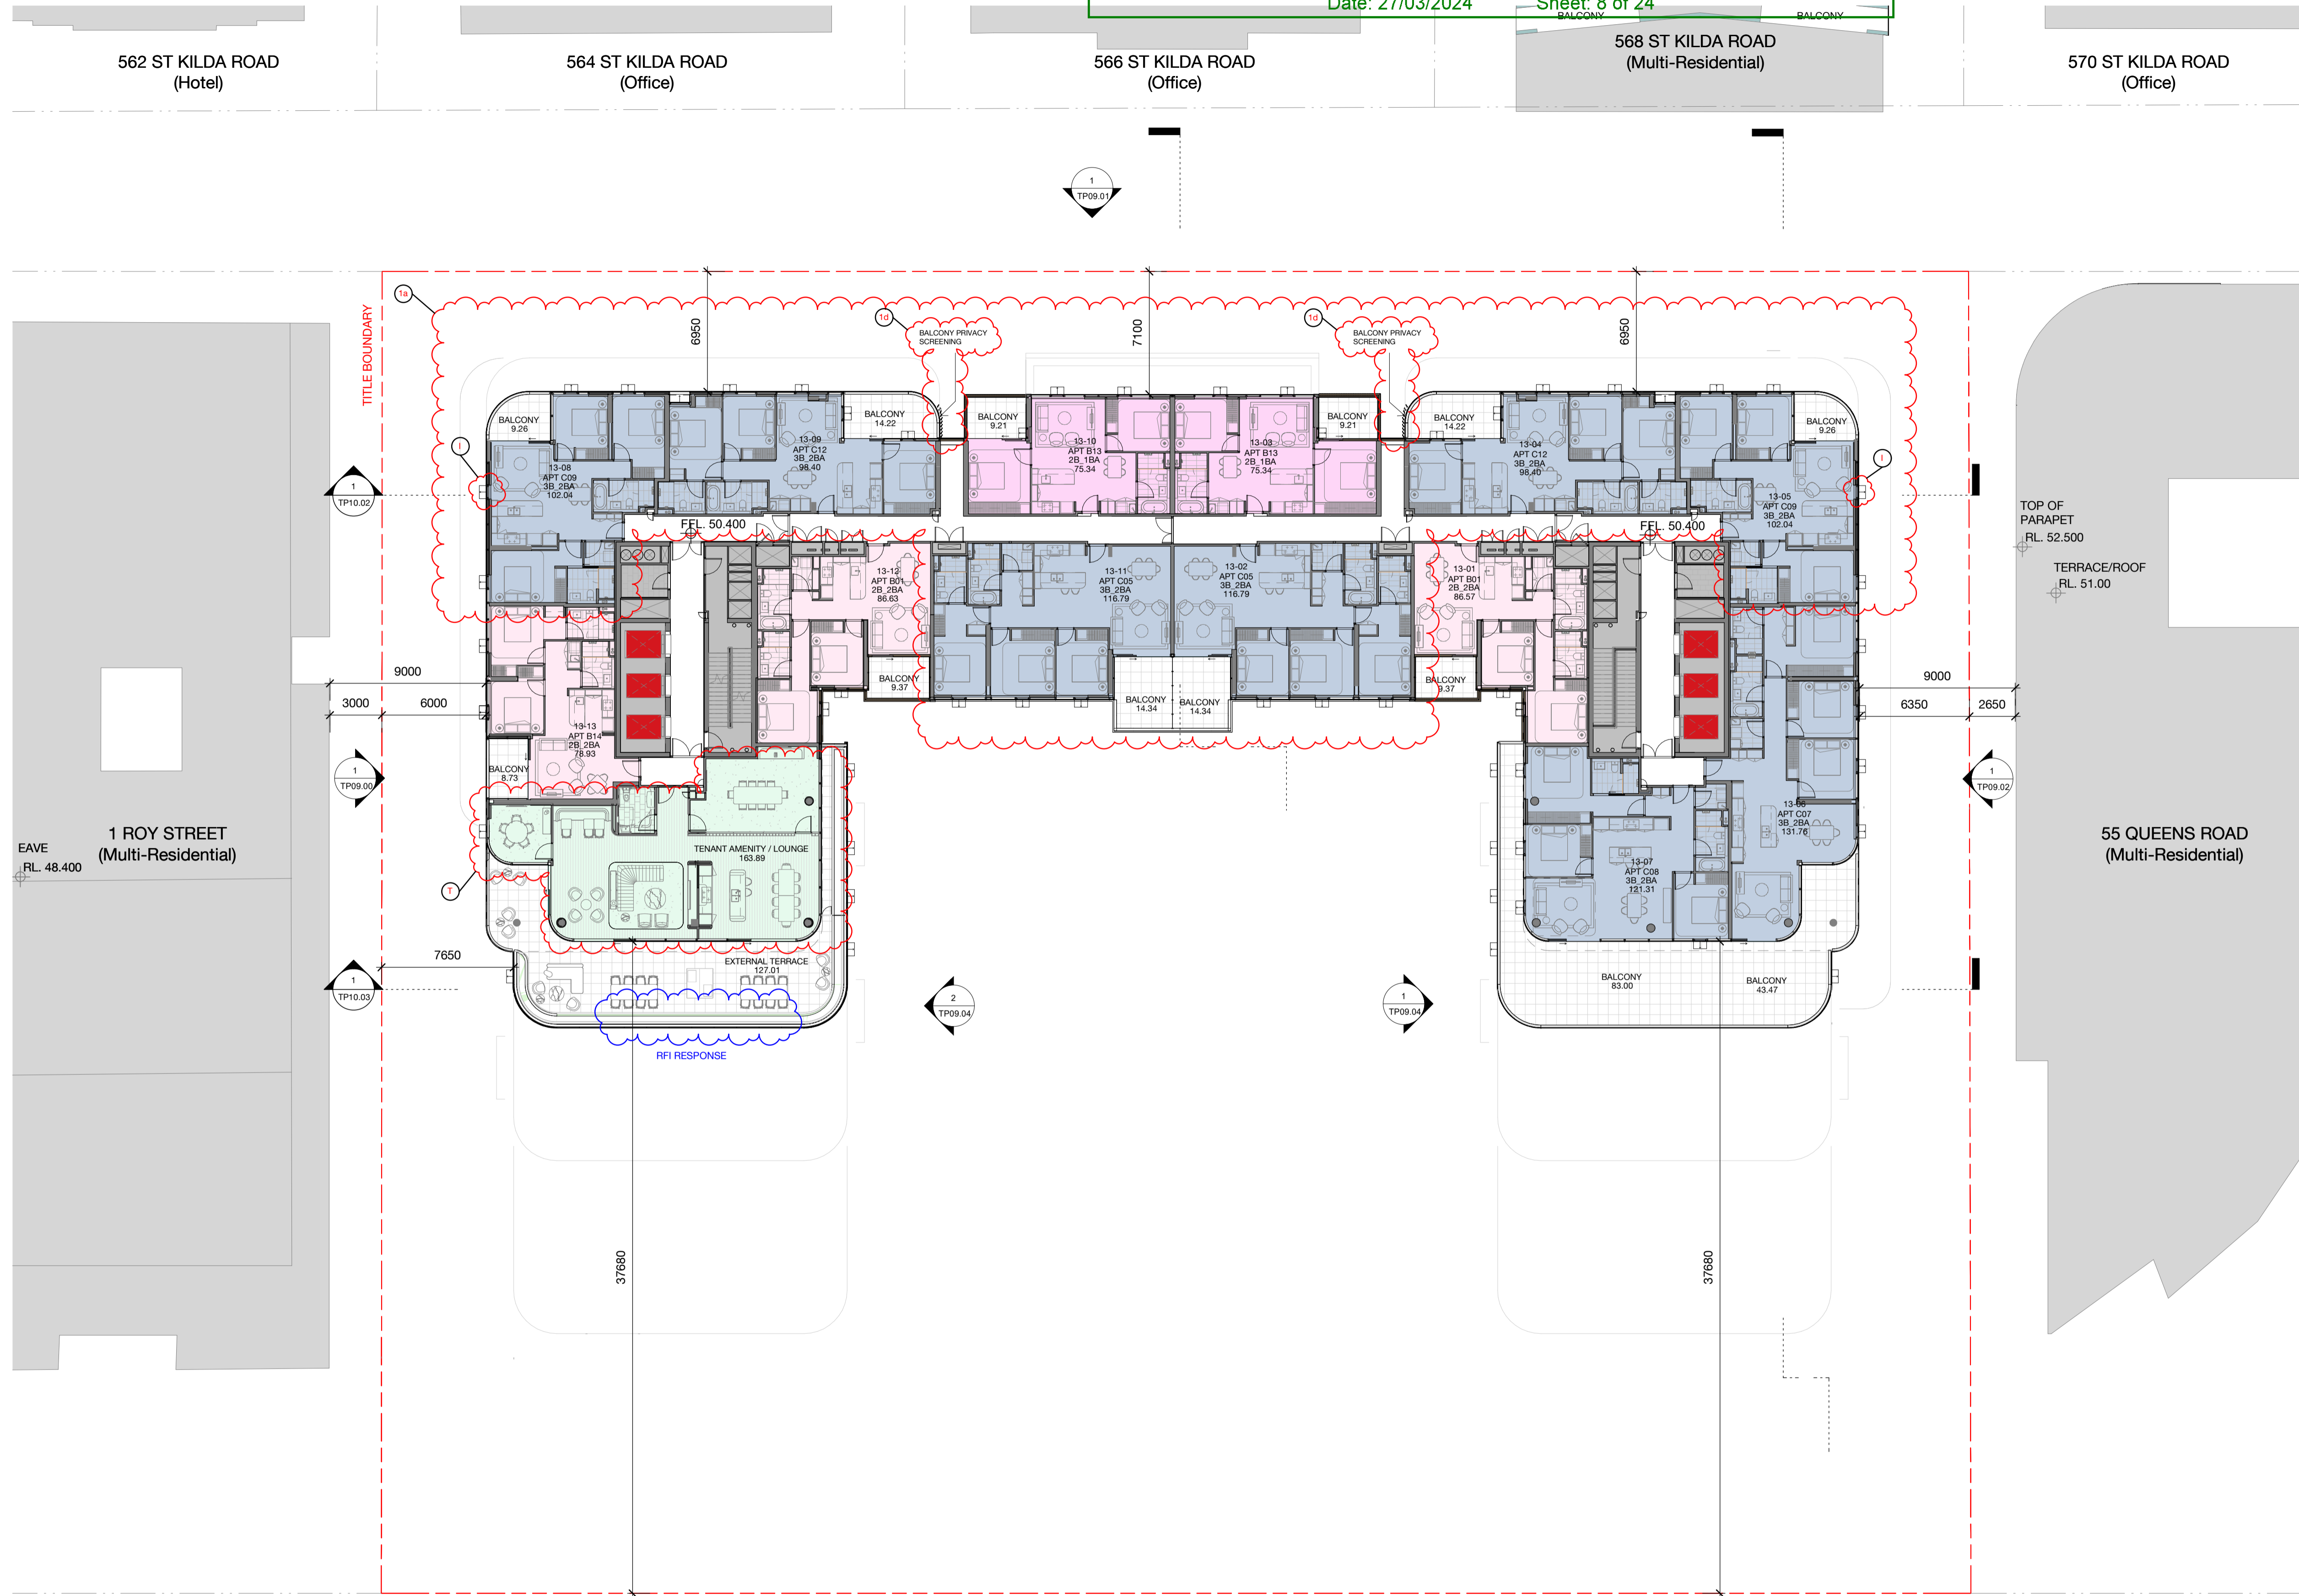 Date: 27/03/2024 Sheet: 8 of 24
BALCONY
BALCONY
562 ST KILDA ROAD
(Hotel)
564 ST KILDA ROAD
(Office)
566 ST KILDA ROAD
(Office)
568 ST KILDA ROAD
(Multi-Residential)
570 ST KILDA ROAD
(Office)
1
TP09.01
1a
TITLE BOUNDARY
6950
1d
BALCONY PRIVACY
SCREENING
7100
1d
BALCONY PRIVACY
SCREENING
6950
BALCONY
9.26
BALCONY
14.22
BALCONY
9.21
BALCONY
9.21
BALCONY
14.22
BALCONY
9.26
13-09
APT C12
3B_2BA
98.40
13-10
APT B13
2B_1BA
75.34
13-03
APT B13
2B_1BA
75.34
13-04
APT C12
3B_2BA
98.40
I
I
13-08
APT C09
3B_2BA
102.04
13-05
APT C09
3B_2BA
102.04
1
TP10.02
FFL. 50.400
FFL. 50.400
TOP OF
PARAPET
RL. 52.500
TERRACE/ROOF
RL. 51.00
13-12
APT B01
2B_2BA
86.63
13-11
APT C05
3B_2BA
116.79
13-02
APT C05
3B_2BA
116.79
13-01
APT B01
2B_2BA
86.57
BALCONY
9.37
BALCONY
14.34
BALCONY
14.34
BALCONY
9.37
9000
3000
6000
9000
6350
2650
13-13
APT B14
2B_2BA
78.93
BALCONY
8.73
1
TP09.00
1
TP09.02
1 ROY STREET
(Multi-Residential)
EAVE
RL. 48.400
T
TENANT AMENITY / LOUNGE
163.89
13-06
APT C07
3B_2BA
131.76
13-07
APT C08
3B_2BA
121.31
55 QUEENS ROAD
(Multi-Residential)
7650
EXTERNAL TERRACE
127.01
1
TP10.03
2
TP09.04
1
TP09.04
BALCONY
83.00
BALCONY
43.47
RFI RESPONSE
37680
37680